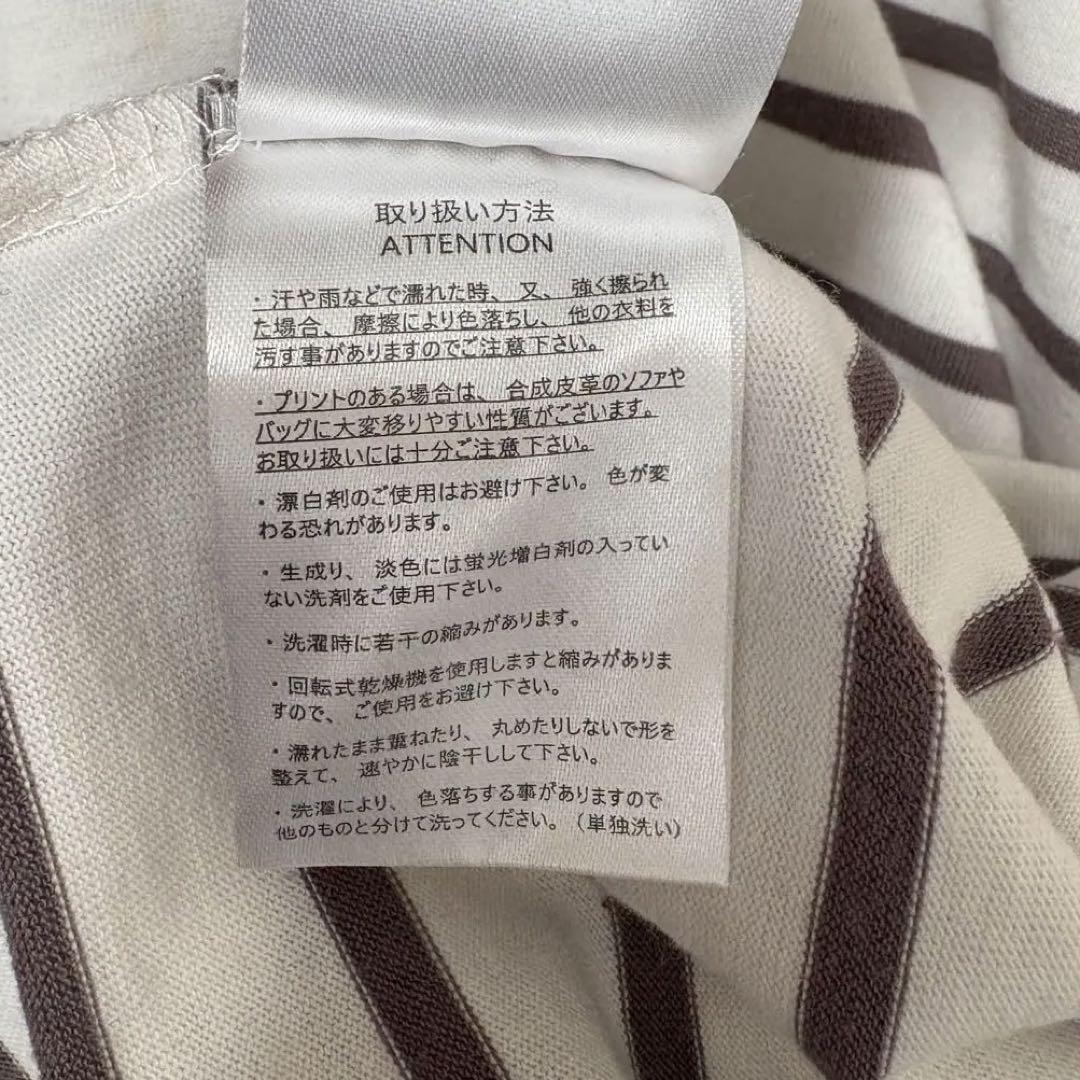 取り扱い方法
ATTENTION
・汗や雨などで濡れた時、又、強く擦られ
た場合、摩擦により色落ちし、他の衣料を
汚す事がありますのでご注意下さい。
・プリントのある場合は、合成皮革のソファや
バッグに大変移りやすい性質がございます。
お取り扱いには十分ご注意下さい。
・漂白剤のご使用はお避け下さい。色が変
わる恐れがあります。
・生成り、淡色には蛍光増白剤の入ってい
ない洗剤をご使用下さい。
・洗濯時に若干の縮みがあります。
・回転式乾燥機を使用しますと縮みがありま
すので、ご使用をお避け下さい。
・濡れたまま重ねたり、丸めたりしないで形を
整えて、速やかに陰干しして下さい。
・洗濯により、色落ちする事がありますので
他のものと分けて洗ってください。（単独洗い）